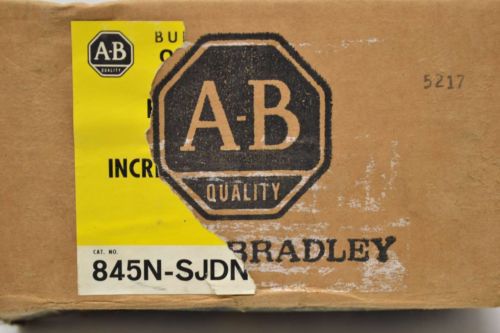 A-B
QUALITY
BU
A-B
QUALITY
5217
INCR
CAT. NO.
845N-SJDN
BRADLEY